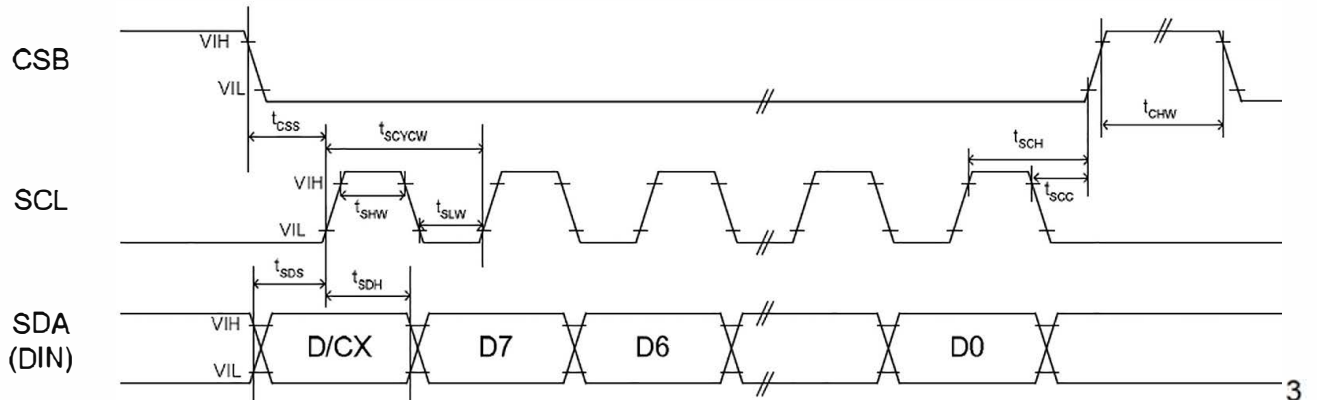 CSB
VIH
VIL
tCSS
tSCYCW
tCHW
tSCH
tSCC
SCL
VIH
VIL
tSHW
tSLW
tSDS
tSDH
SDA
(DIN)
VIH
VIL
D/CX
D7
D6
D0
3